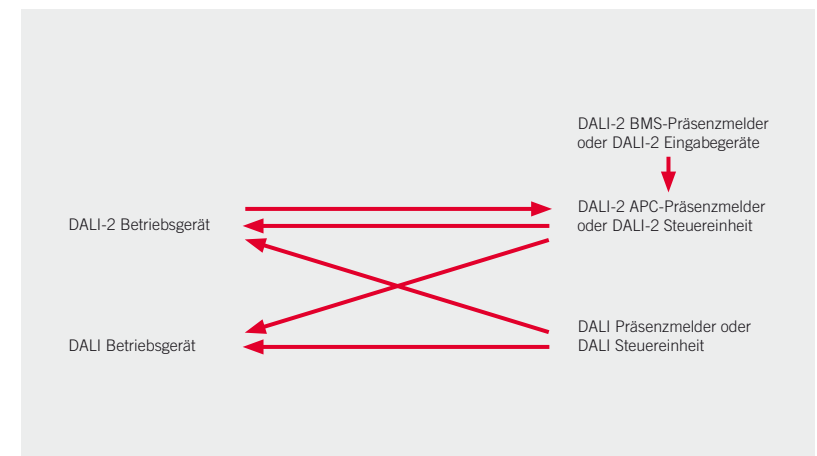 DALI-2 BMS-Präsenzmelder
oder DALI-2 Eingabegeräte
DALI-2 Betriebsgerät
DALI-2 APC-Präsenzmelder
oder DALI-2 Steuereinheit
DALI Betriebsgerät
DALI Präsenzmelder oder
DALI Steuereinheit